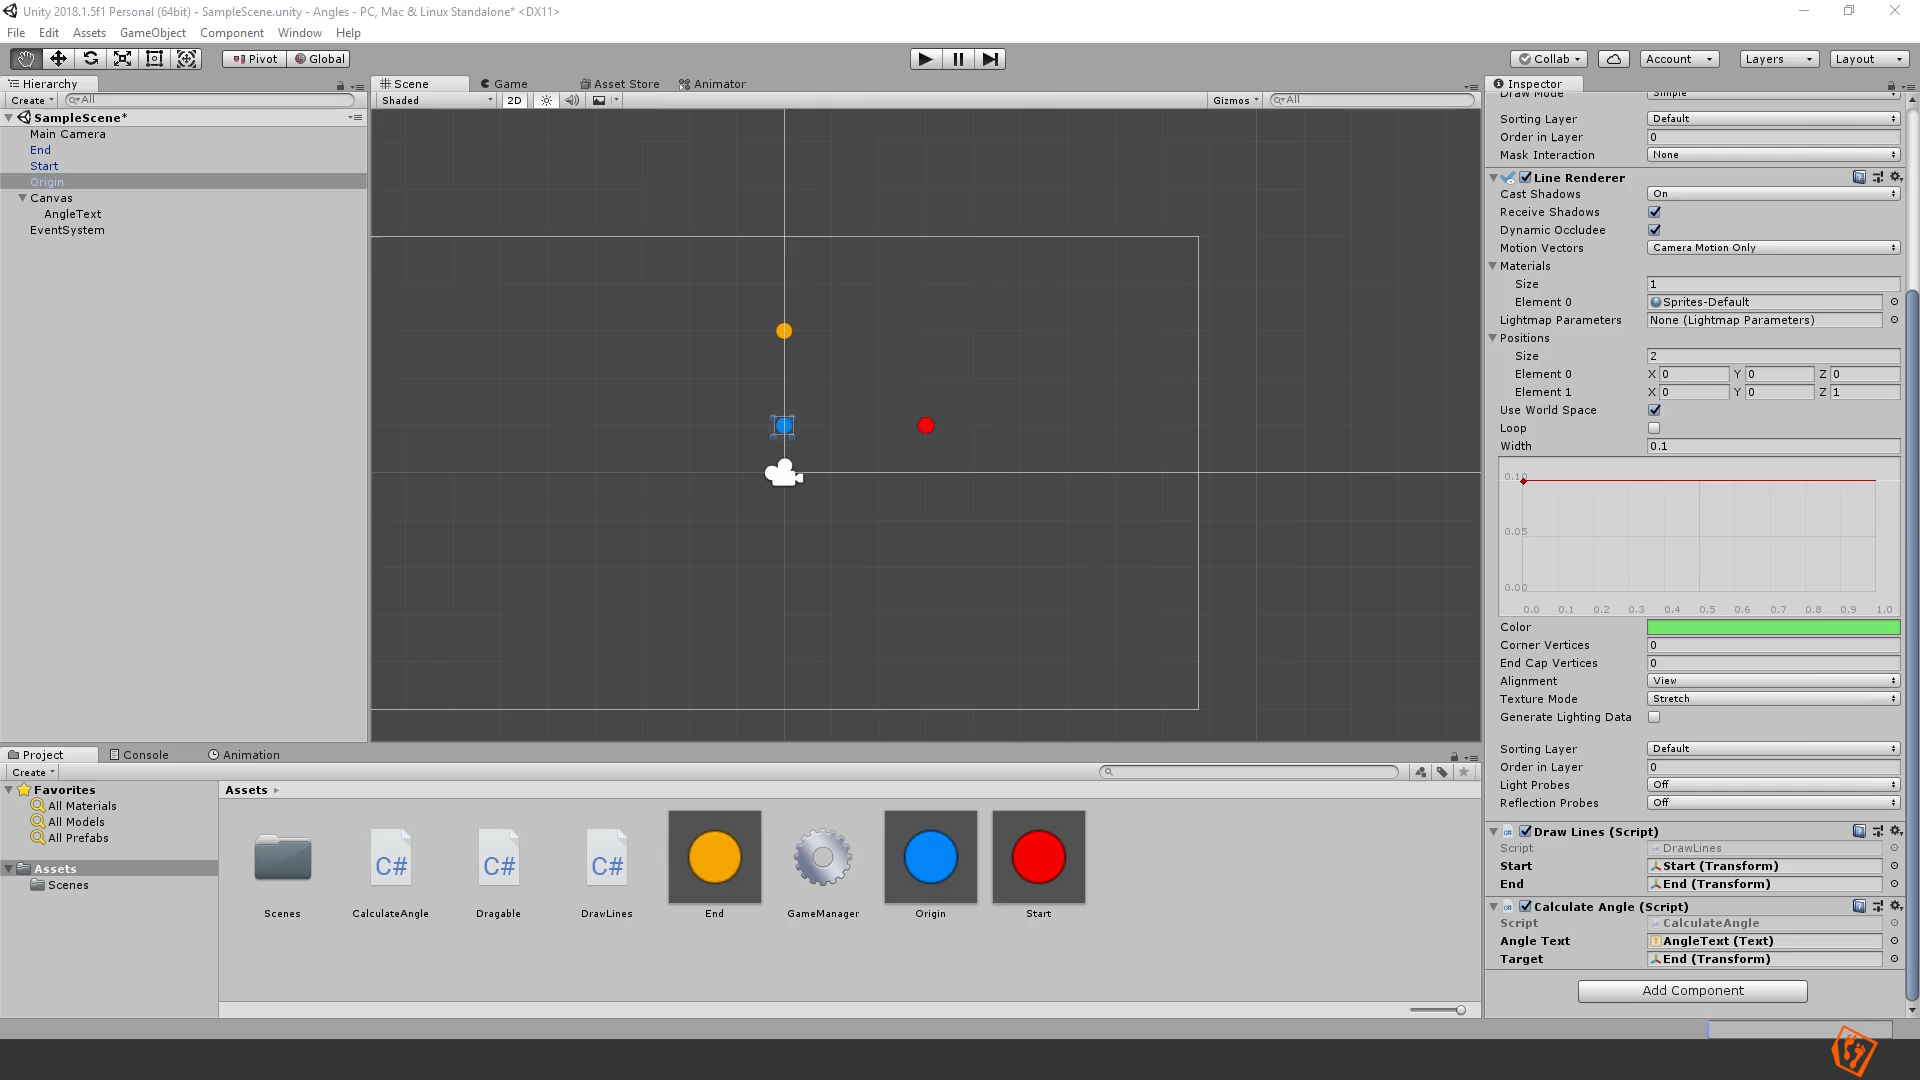 Unity 2018.1.5f1 Personal (64bit) - SampleScene.unity - Angles - PC, Mac & Linux Standalone* <DX11>
File Edit Assets GameObject Component Window Help
Pivot Global
Collab Account Layers Layout
Hierarchy
Create All
SampleScene*
Main Camera
End
Start
Origin
Canvas
AngleText
EventSystem
Scene Game Asset Store Animator
Shaded 2D Gizmos All
Inspector
Draw Mode Simple
Sorting Layer Default
Order in Layer 0
Mask Interaction None
Line Renderer
Cast Shadows On
Receive Shadows
Dynamic Occludee
Motion Vectors Camera Motion Only
Materials
Size 1
Element 0 Sprites-Default
Lightmap Parameters None (Lightmap Parameters)
Positions
Size 2
Element 0 X 0 Y 0 Z 0
Element 1 X 0 Y 0 Z 1
Use World Space
Loop
Width 0.1
0.10
0.05
0.00
0.0 0.1 0.2 0.3 0.4 0.5 0.6 0.7 0.8 0.9 1.0
Color
Corner Vertices 0
End Cap Vertices 0
Alignment View
Texture Mode Stretch
Generate Lighting Data
Sorting Layer Default
Order in Layer 0
Light Probes Off
Reflection Probes Off
Draw Lines (Script)
Script DrawLines
Start Start (Transform)
End End (Transform)
Calculate Angle (Script)
Script CalculateAngle
Angle Text AngleText (Text)
Target End (Transform)
Add Component
Project Console Animation
Create
Favorites
All Materials
All Models
All Prefabs
Assets
Scenes
Assets
C# C# C#
Scenes CalculateAngle Dragable DrawLines End GameManager Origin Start